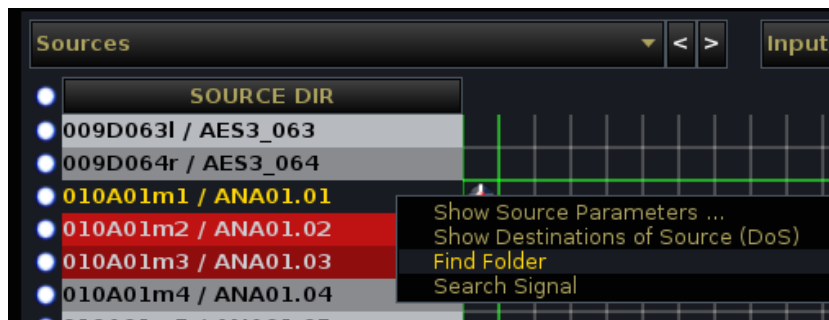 Sources < > Input
SOURCE DIR
009D063l / AES3_063
009D064r / AES3_064
010A01m1 / ANA01.01
010A01m2 / ANA01.02
010A01m3 / ANA01.03
010A01m4 / ANA01.04
Show Source Parameters ...
Show Destinations of Source (DoS)
Find Folder
Search Signal